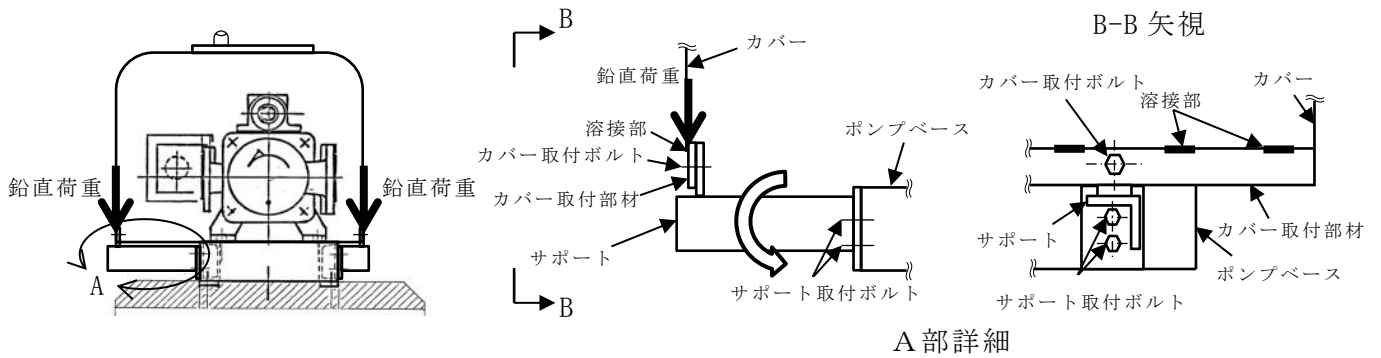 鉛直荷重
鉛直荷重
A
B
B
カバー
鉛直荷重
溶接部
カバー取付ボルト
カバー取付部材
サポート
ポンプベース
サポート取付ボルト
A部詳細
B-B 矢視
カバー取付ボルト
溶接部
カバー
サポート
カバー取付部材
ポンプベース
サポート取付ボルト